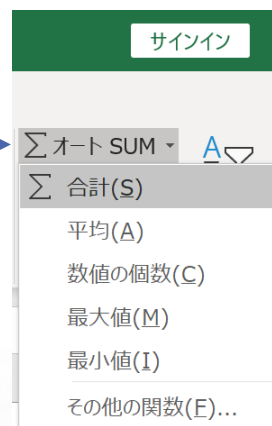 サインイン
∑ オート SUM
∑ 合計(S)
平均(A)
数値の個数(C)
最大値(M)
最小値(I)
その他の関数(F)...